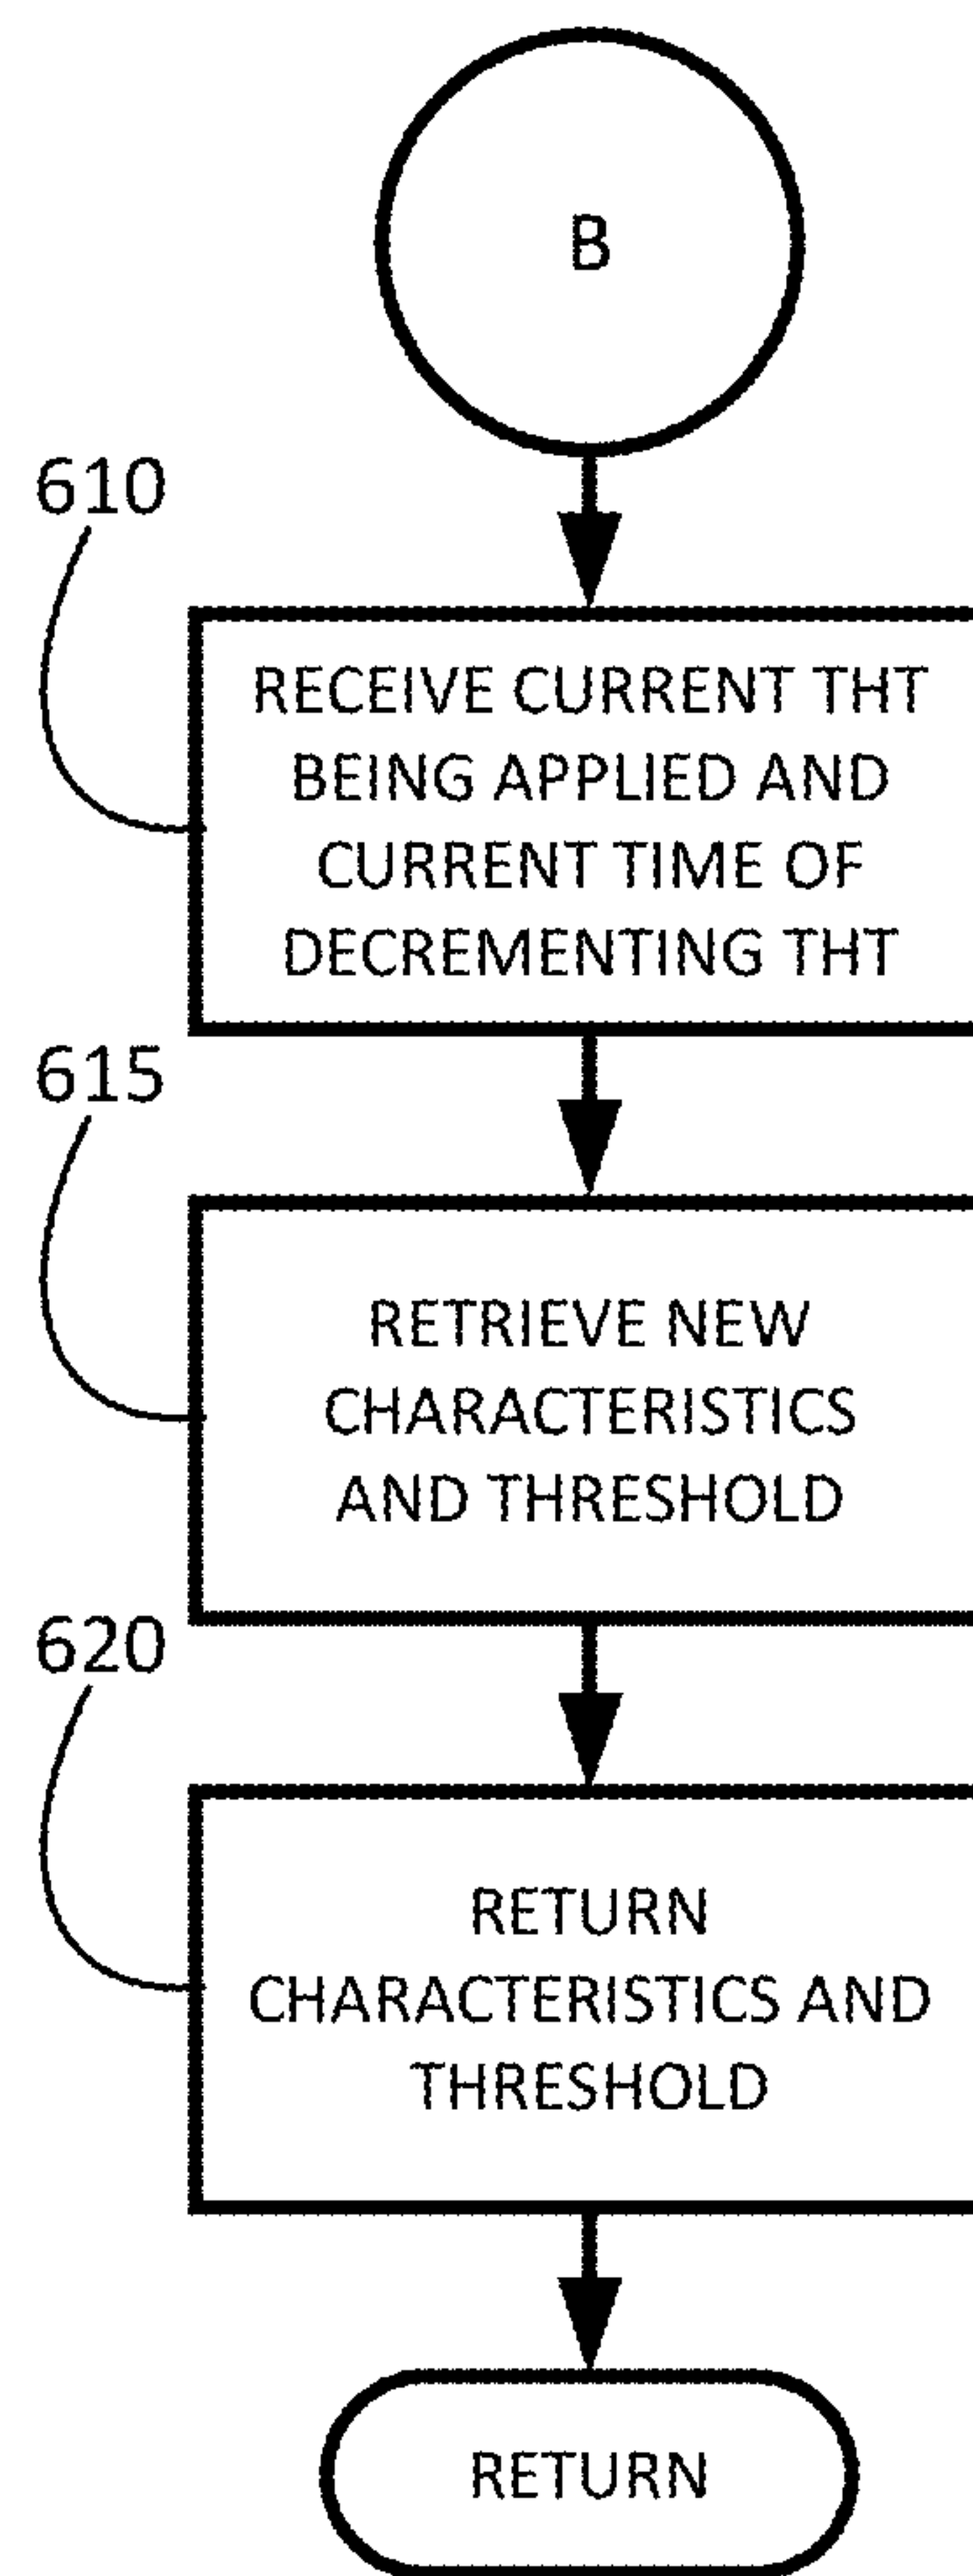 B
610
RECEIVE CURRENT THT
BEING APPLIED AND
CURRENT TIME OF
DECREMENTING THT
615
RETRIEVE NEW
CHARACTERISTICS
AND THRESHOLD
620
RETURN
CHARACTERISTICS AND
THRESHOLD
RETURN